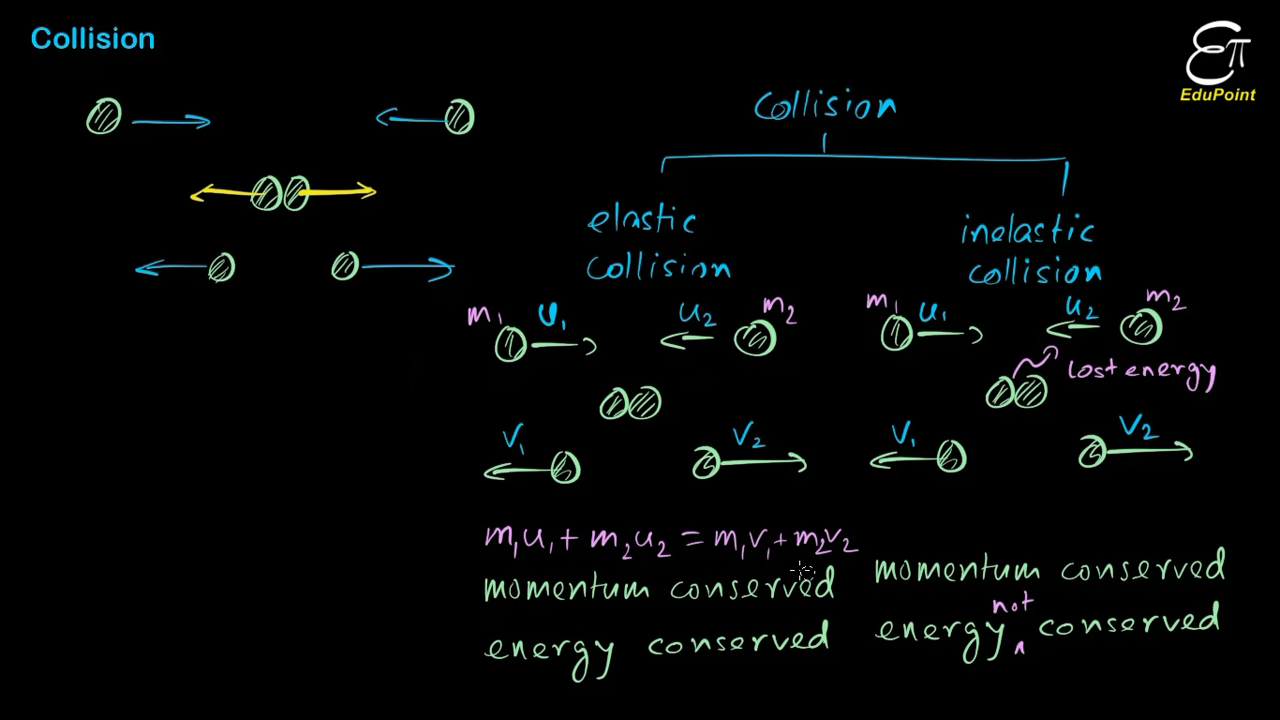 Collision
επ
EduPoint
Collision
elastic
collision
inelastic
collision
m₁ u₁ u₂ m₂
m₁ u₁ u₂ m₂
lost energy
v₁ v₂
v₁ v₂
m₁u₁ + m₂u₂ = m₁v₁ + m₂v₂
momentum conserved
energy conserved
momentum conserved
energy not conserved